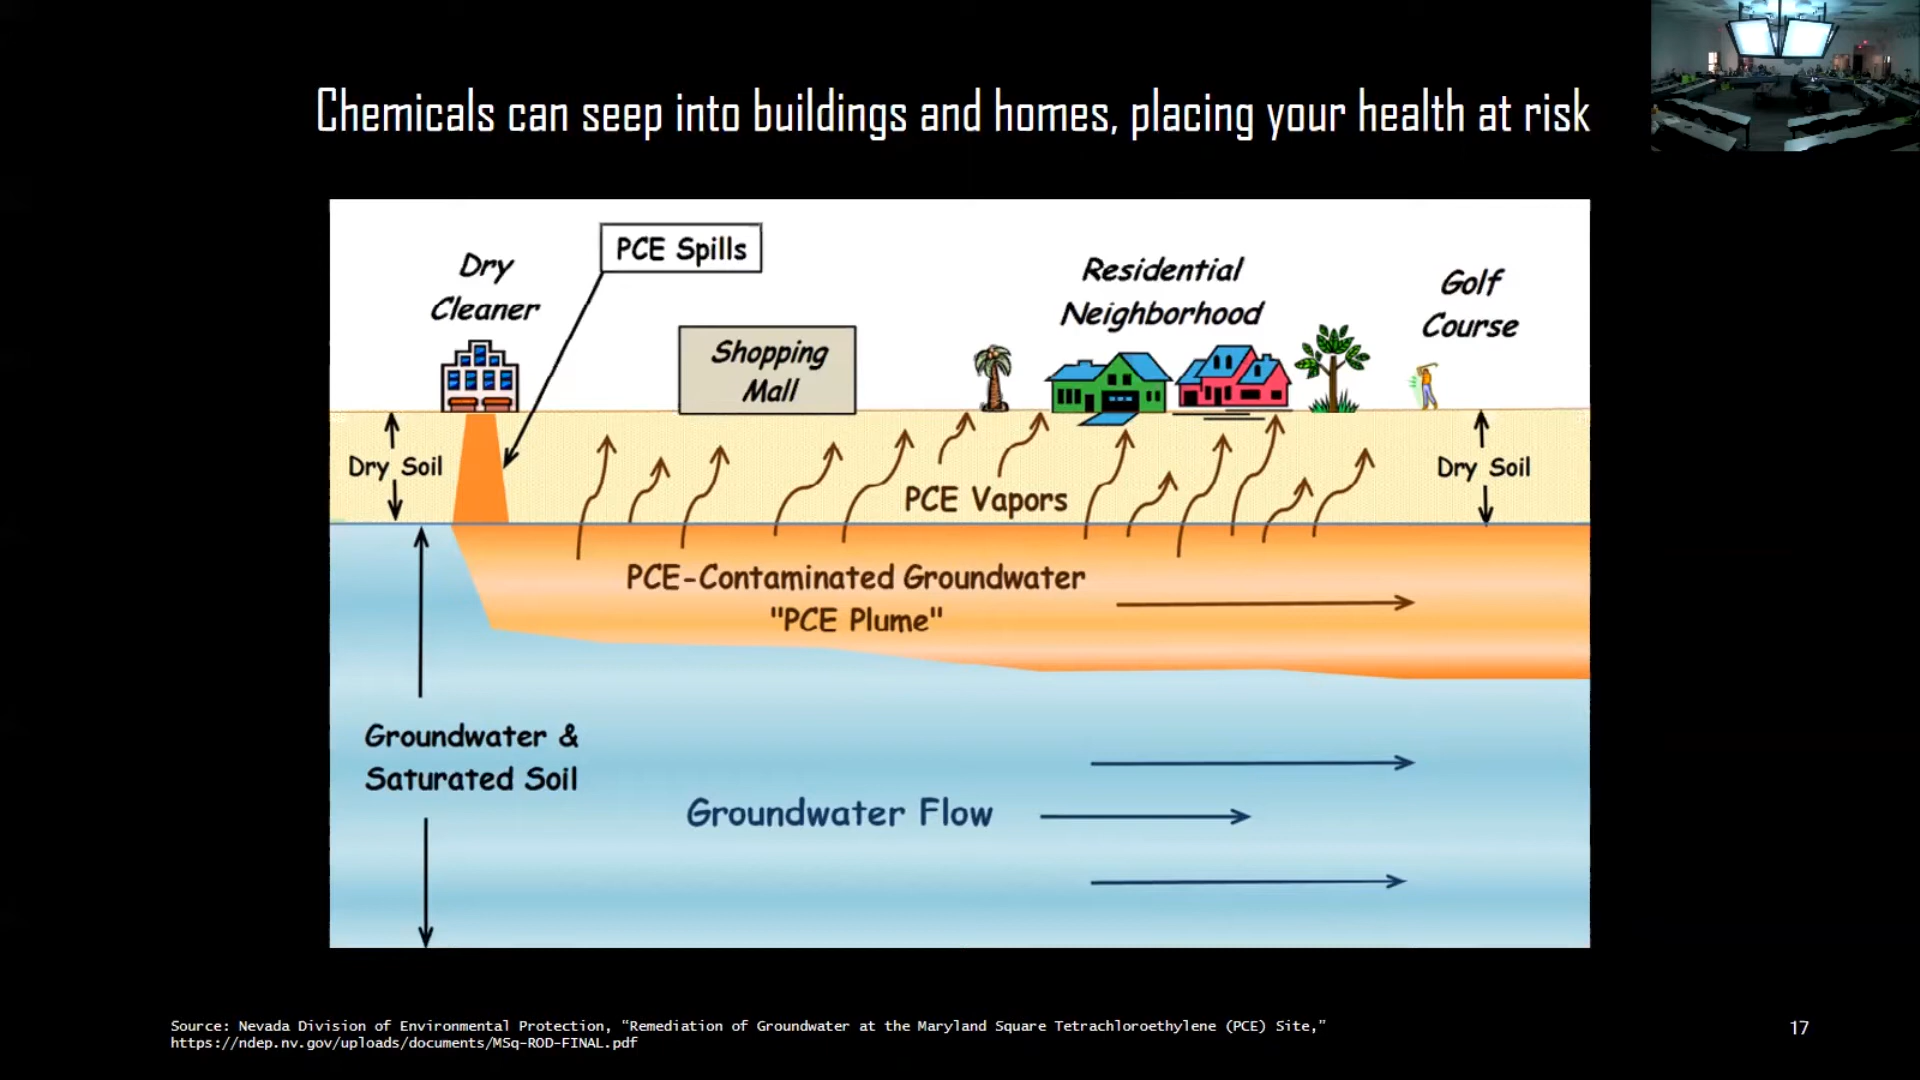 Chemicals can seep into buildings and homes, placing your health at risk
PCE Spills
Dry
Cleaner
Shopping
Mall
Residential
Neighborhood
Golf
Course
Dry Soil
PCE Vapors
Dry Soil
PCE-Contaminated Groundwater
"PCE Plume"
Groundwater &
Saturated Soil
Groundwater Flow
Source: Nevada Division of Environmental Protection, “Remediation of Groundwater at the Maryland Square Tetrachloroethylene (PCE) Site,"
https://ndep.nv.gov/uploads/documents/MSq-ROD-FINAL.pdf
17